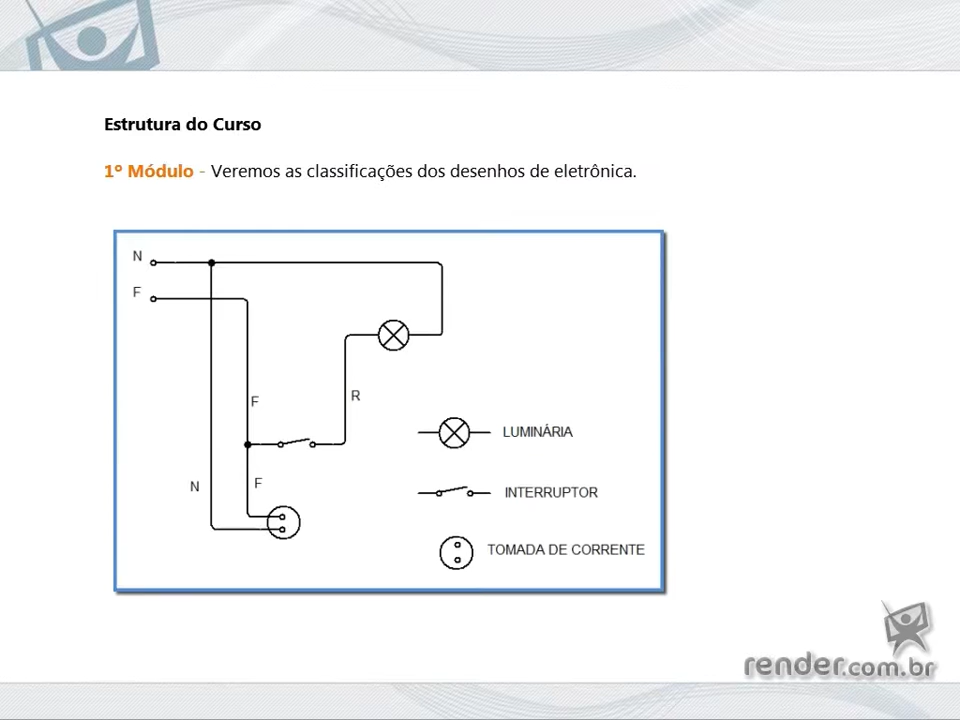 Estrutura do Curso
1º Módulo - Veremos as classificações dos desenhos de eletrônica.
N
F
F
R
LUMINÁRIA
N
F
INTERRUPTOR
TOMADA DE CORRENTE
render.com.br